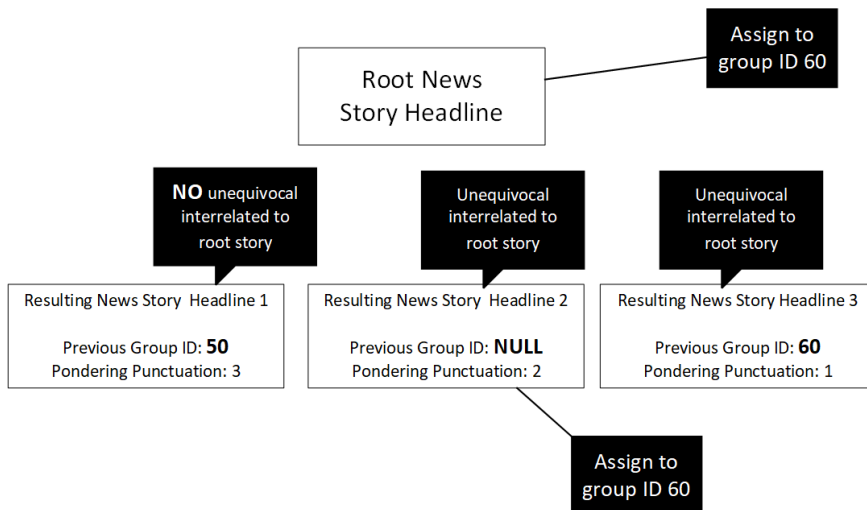 Assign to
group ID 60
Root News
Story Headline
NO unequivocal
interrelated to
root story
Unequivocal
interrelated to
root story
Unequivocal
interrelated to
root story
Resulting News Story Headline 1
Previous Group ID: 50
Pondering Punctuation: 3
Resulting News Story Headline 2
Previous Group ID: NULL
Pondering Punctuation: 2
Resulting News Story Headline 3
Previous Group ID: 60
Pondering Punctuation: 1
Assign to
group ID 60